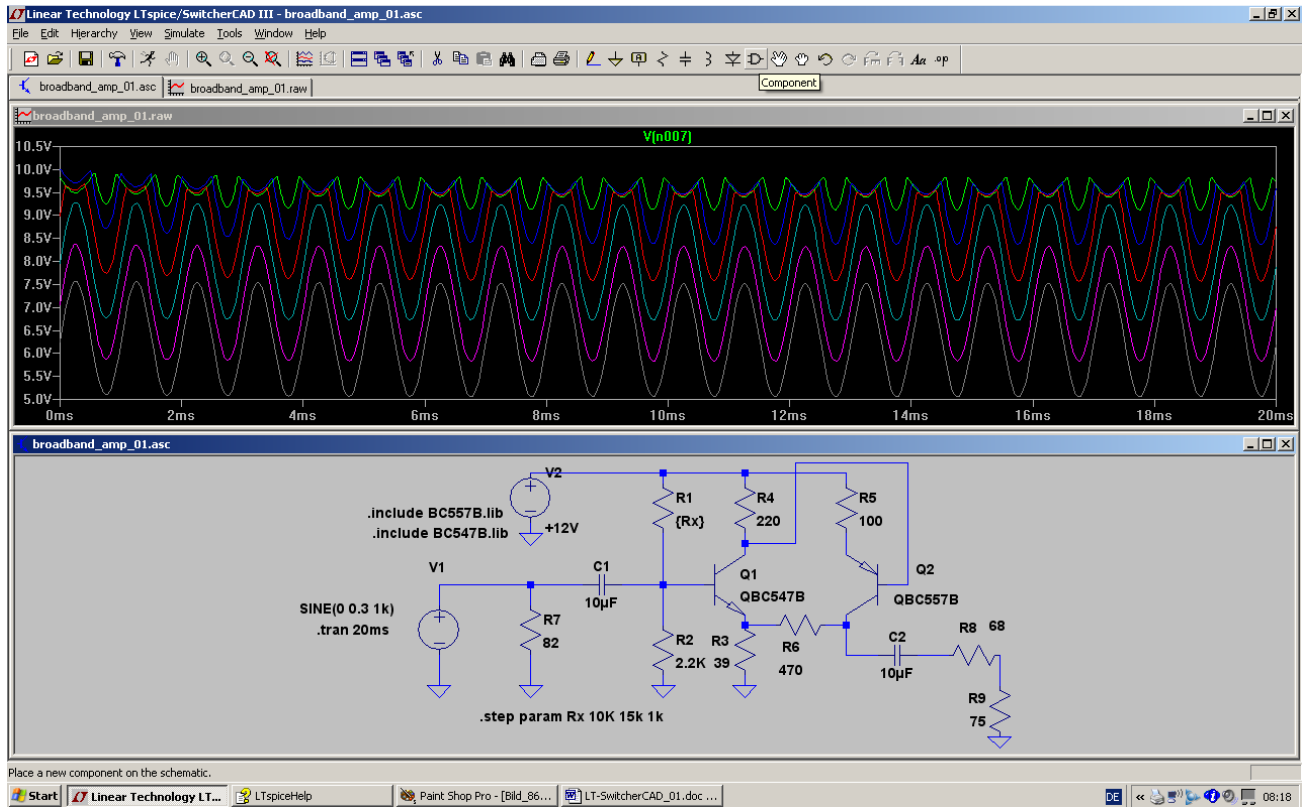 Linear Technology LTspice/SwitcherCAD III - broadband_amp_01.asc
File Edit Hierarchy View Simulate Tools Window Help
Aa .op
broadband_amp_01.asc broadband_amp_01.raw
Component
broadband_amp_01.raw
V(n007)
10.5V
10.0V
9.5V
9.0V
8.5V
8.0V
7.5V
7.0V
6.5V
6.0V
5.5V
5.0V
0ms 2ms 4ms 6ms 8ms 10ms 12ms 14ms 16ms 18ms 20ms
broadband_amp_01.asc
V2
.include BC557B.lib
.include BC547B.lib
+12V
R1
{Rx}
R4
220
R5
100
V1
C1
10µF
Q1
QBC547B
Q2
QBC557B
SINE(0 0.3 1k)
.tran 20ms
R7
82
R2
2.2K
R3
39
R6
470
C2
10µF
R8 68
R9
75
.step param Rx 10K 15k 1k
Place a new component on the schematic.
Start Linear Technology LT... LTspiceHelp Paint Shop Pro - [Bild_86... LT-SwitcherCAD_01.doc ... DE « 08:18